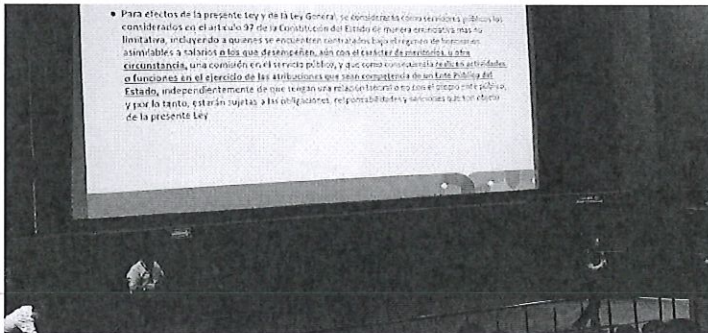 • Para efectos de la presente Ley y de la Ley General, se considerarán como servidores públicos los
considerados en el artículo 97 de la Constitución del Estado de manera enunciativa mas no
limitativa, incluyendo a quienes se encuentren contratados bajo el régimen de honorarios
asimilables a salarios o los que desempeñen, aún con el carácter de meritorios, u otra
circunstancia, una comisión en el servicio público, y que como consecuencia realicen actividades
o funciones en el ejercicio de las atribuciones que sean competencia de un Ente Público del
Estado, independientemente de que tengan una relación laboral o no con el propio ente público,
y por lo tanto, estarán sujetas a las obligaciones, responsabilidades y sanciones que son objeto
de la presente Ley